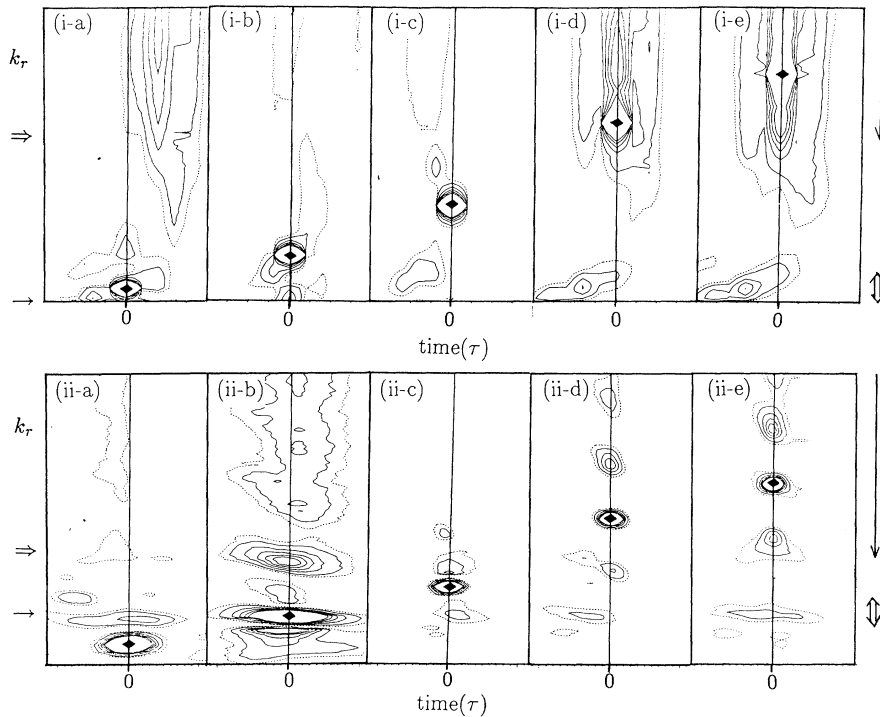 (i-a) (i-b) (i-c) (i-d) (i-e)
k_r
⇒
→
0 0 0 0 0
time(τ)
(ii-a) (ii-b) (ii-c) (ii-d) (ii-e)
k_r
⇒
→
0 0 0 0 0
time(τ)